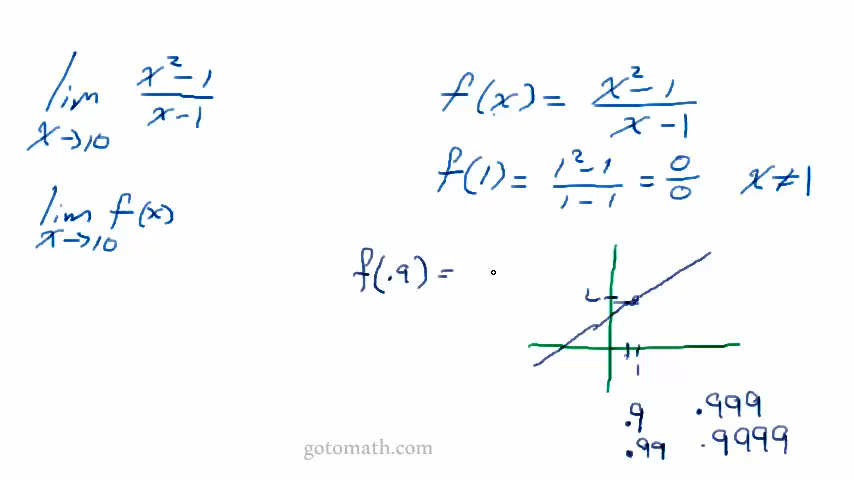 lim x→10 (x² – 1)/(x – 1)
lim x→10 f(x)
f(x) = (x² – 1)/(x – 1)
f(1) = (1² – 1)/(1 – 1) = 0/0 x ≠ 1
f(.9) =
1
.9 .999
.99 .9999
gotomath.com